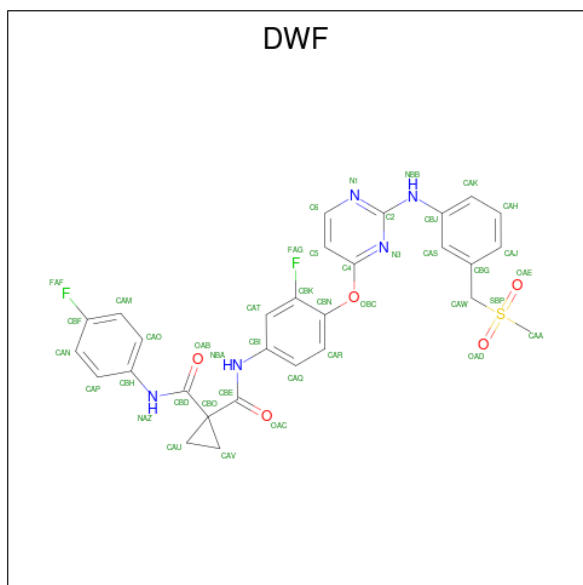 DWF
N1
NBB
H
N
CAK
N
C6
C2
CBJ
CAH
N3
N
C5
CAS
CAJ
FAG
C4
CBG
OAE
F
O
CBK
O
OBC
SBP
FAF
CAT
CBN
CAW
S
CAA
F
CAM
O
OAD
CBF
CAO
OAB
CBI
CAR
CAN
O
NBA
NH
CAQ
CAP
CBH
CBE
N
H
CBD
CBO
O
OAC
NAZ
CAU
CAV